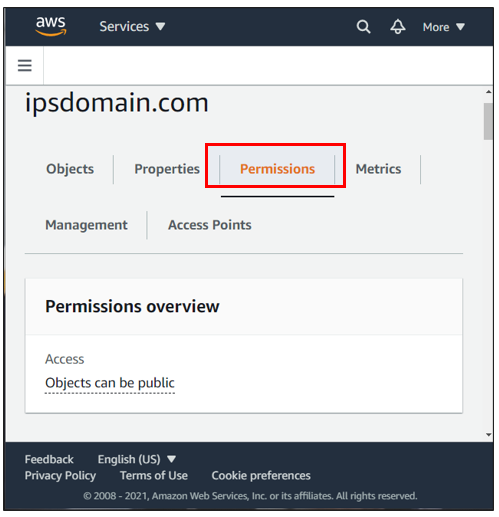 aws Services ▼ More ▼
ipsdomain.com
Objects Properties Permissions Metrics
Management Access Points
Permissions overview
Access
Objects can be public
Feedback English (US) ▼
Privacy Policy Terms of Use Cookie preferences
© 2008 - 2021, Amazon Web Services, Inc. or its affiliates. All rights reserved.